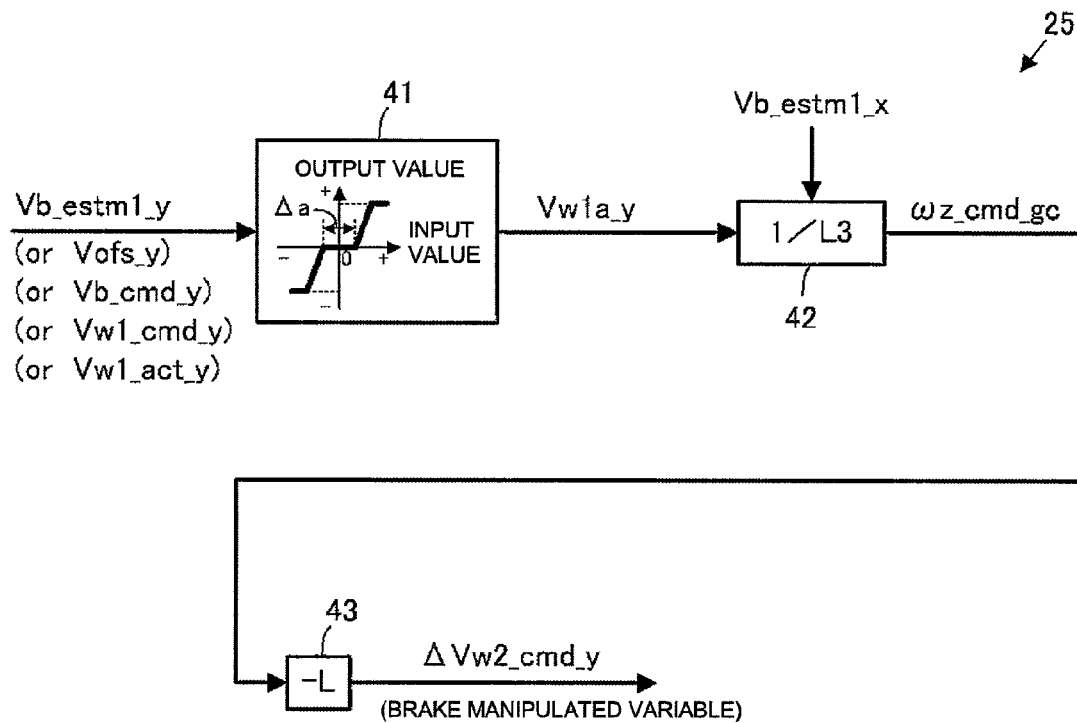 25
41
Vb_estm1_x
OUTPUT VALUE
+
Δa
INPUT
VALUE
- 0 +
-
Vb_estm1_y
(or Vofs_y)
(or Vb_cmd_y)
(or Vw1_cmd_y)
(or Vw1_act_y)
Vw1a_y
1/L3
42
ωz_cmd_gc
43
-L
ΔVw2_cmd_y
(BRAKE MANIPULATED VARIABLE)